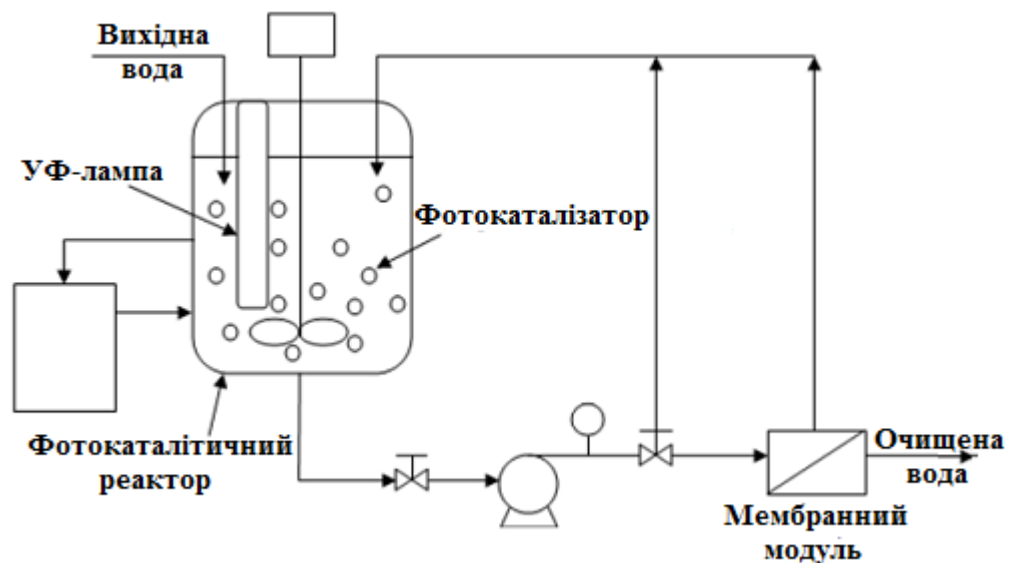 Вихідна
вода
УФ-лампа
Фотокаталізатор
Фотокаталітичний
реактор
Очищена
вода
Мембранний
модуль